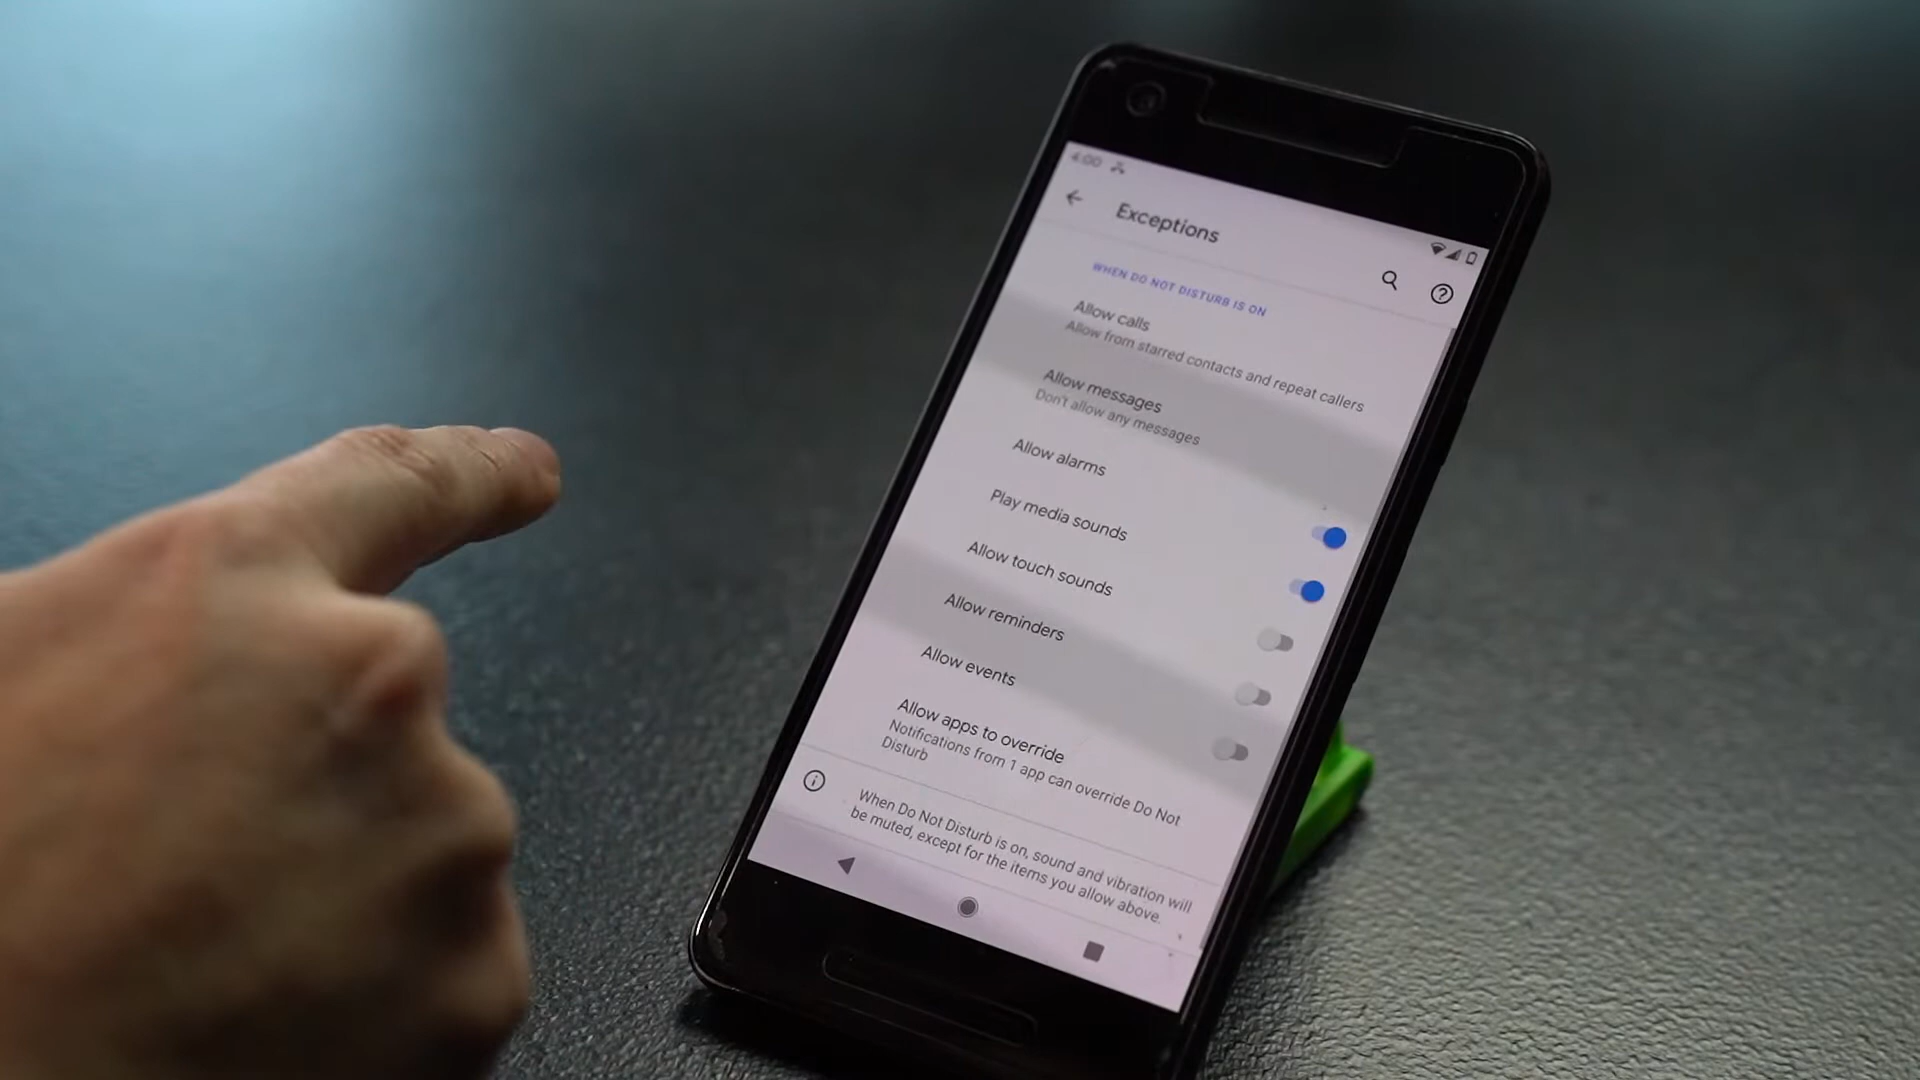 4:00
Exceptions
WHEN DO NOT DISTURB IS ON
Allow calls
Allow from starred contacts and repeat callers
Allow messages
Don't allow any messages
Allow alarms
Play media sounds
Allow touch sounds
Allow reminders
Allow events
Allow apps to override
Notifications from 1 app can override Do Not
Disturb
When Do Not Disturb is on, sound and vibration will
be muted, except for the items you allow above.